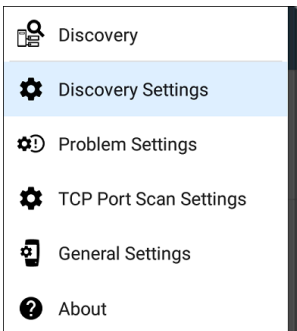 Discovery
Discovery Settings
Problem Settings
TCP Port Scan Settings
General Settings
About